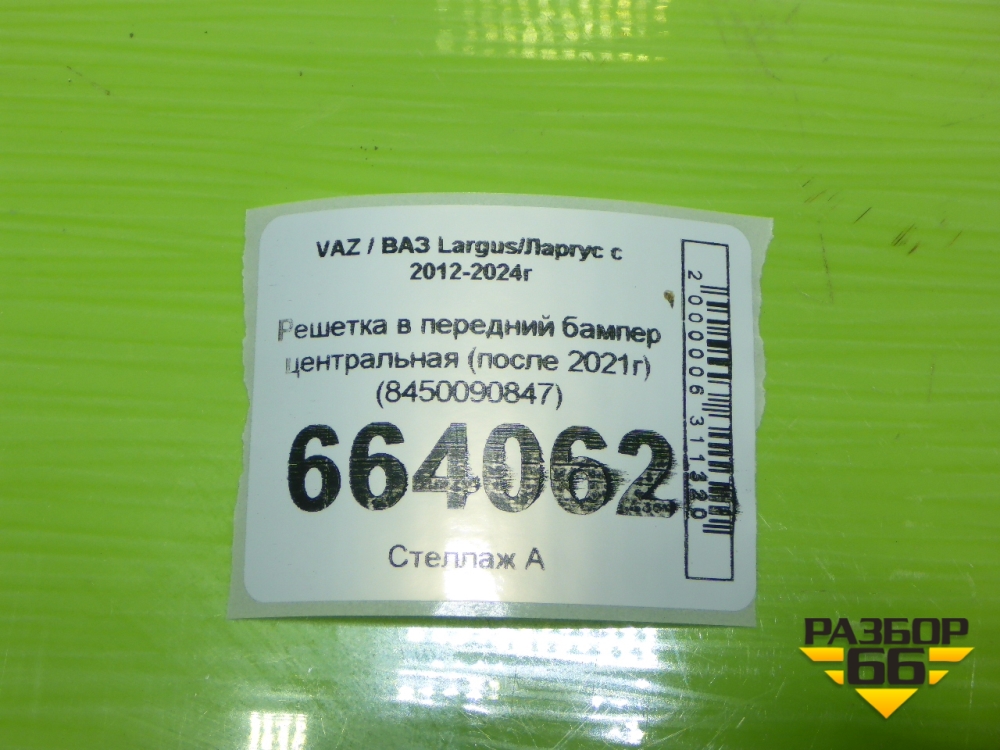 VAZ / ВАЗ Largus/Ларгус с
2012-2024г
Решетка в передний бампер
центральная (после 2021г)
(8450090847)
664062
Стеллаж А
2000006311320
РАЗБОР
66